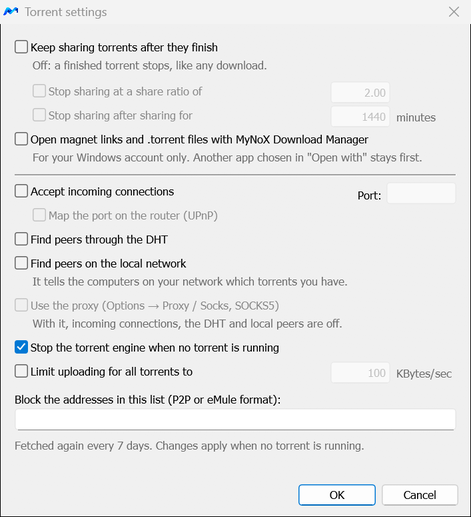 Torrent settings
Keep sharing torrents after they finish
Off: a finished torrent stops, like any download.
Stop sharing at a share ratio of 2.00
Stop sharing after sharing for 1440 minutes
Open magnet links and .torrent files with MyNoX Download Manager
For your Windows account only. Another app chosen in "Open with" stays first.
Accept incoming connections Port:
Map the port on the router (UPnP)
Find peers through the DHT
Find peers on the local network
It tells the computers on your network which torrents you have.
Use the proxy (Options → Proxy / Socks, SOCKS5)
With it, incoming connections, the DHT and local peers are off.
Stop the torrent engine when no torrent is running
Limit uploading for all torrents to 100 KBytes/sec
Block the addresses in this list (P2P or eMule format):
Fetched again every 7 days. Changes apply when no torrent is running.
OK Cancel